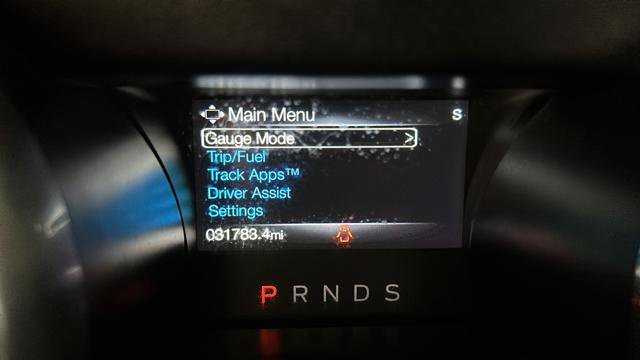 Main Menu S
Gauge Mode >
Trip/Fuel
Track Apps™
Driver Assist
Settings
031783.4mi
P R N D S